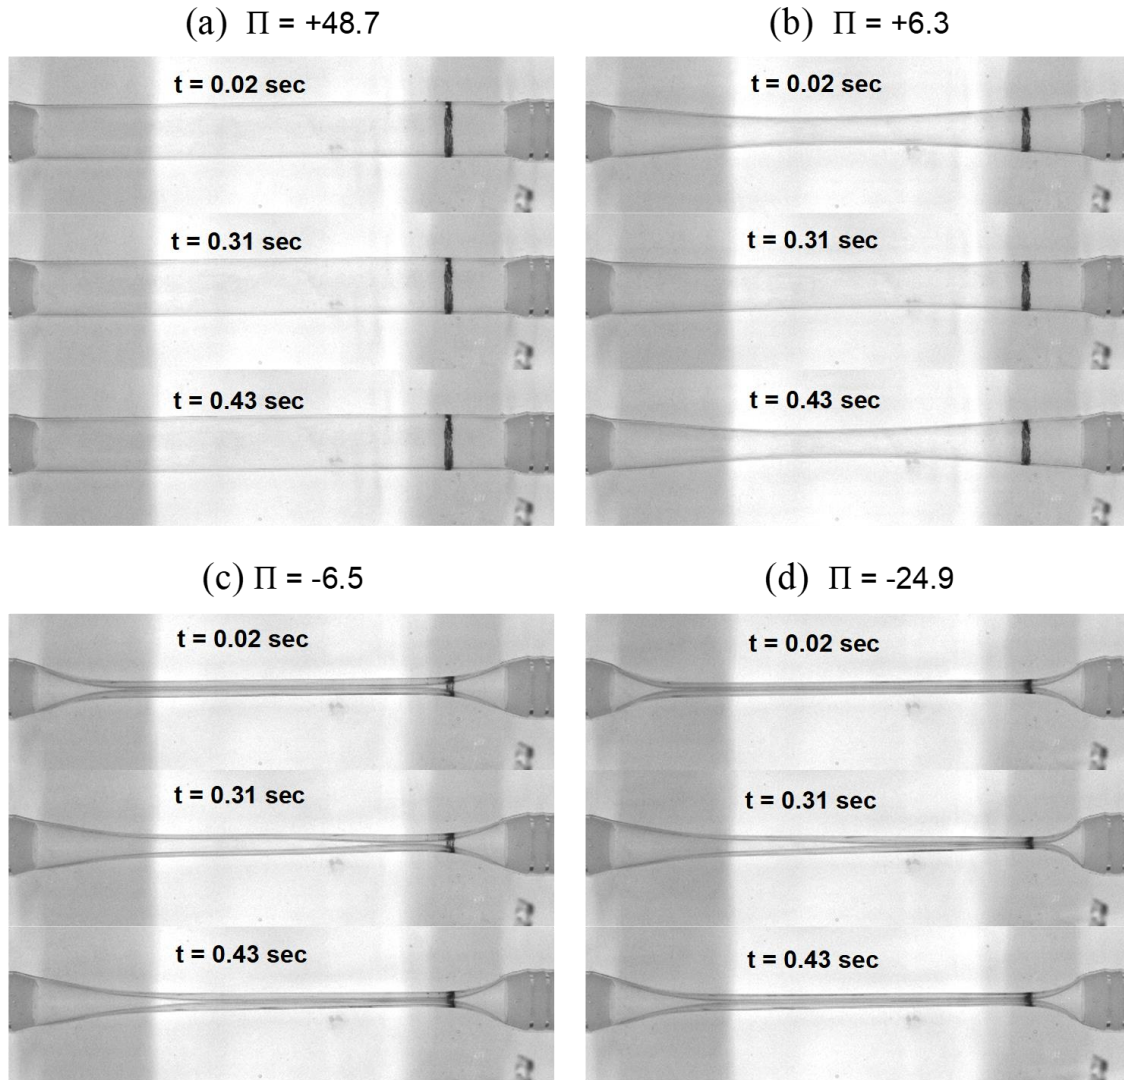 (a) Π = +48.7
t = 0.02 sec
t = 0.31 sec
t = 0.43 sec
(b) Π = +6.3
t = 0.02 sec
t = 0.31 sec
t = 0.43 sec
(c) Π = -6.5
t = 0.02 sec
t = 0.31 sec
t = 0.43 sec
(d) Π = -24.9
t = 0.02 sec
t = 0.31 sec
t = 0.43 sec